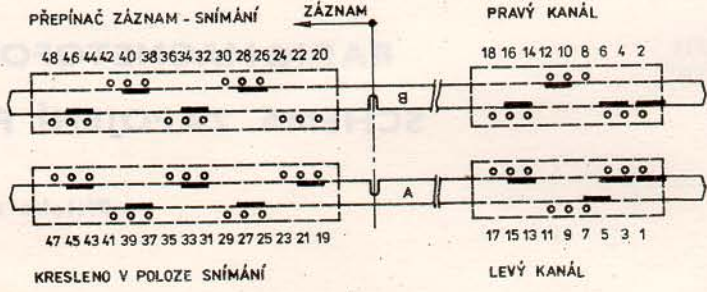 PŘEPÍNAČ ZÁZNAM - SNÍMÁNÍ ZÁZNAM PRAVÝ KANÁL
48 46 44 42 40 38 36 34 32 30 28 26 24 22 20 18 16 14 12 10 8 6 4 2
B
A
47 45 43 41 39 37 35 33 31 29 27 25 23 21 19 17 15 13 11 9 7 5 3 1
KRESLENO V POLOZE SNÍMÁNÍ LEVÝ KANÁL